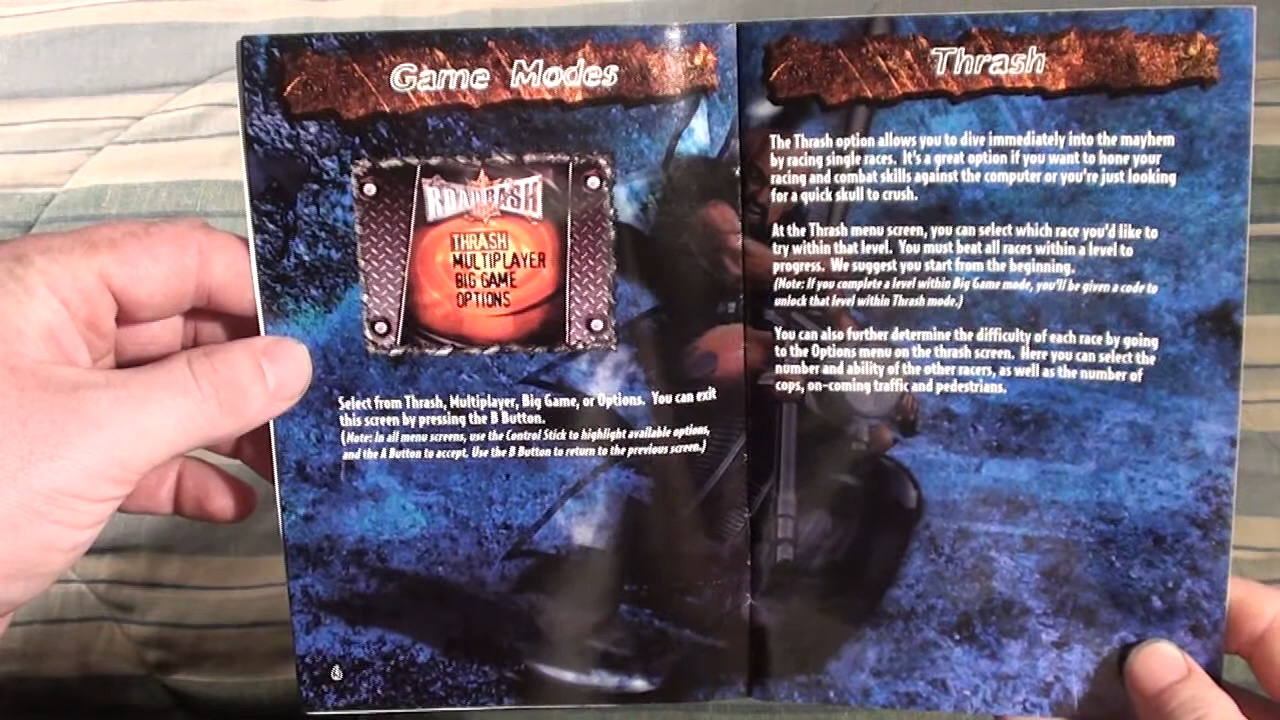 Game Modes
ROAD RASH
THRASH
MULTIPLAYER
BIG GAME
OPTIONS
Select from Thrash, Multiplayer, Big Game, or Options. You can exit
this screen by pressing the B Button.
(Note: In all menu screens, use the Control Stick to highlight available options,
and the A Button to accept. Use the B Button to return to the previous screen.)
Thrash
The Thrash option allows you to dive immediately into the mayhem
by racing single races. It's a great option if you want to hone your
racing and combat skills against the computer or you're just looking
for a quick skull to crush.
At the Thrash menu screen, you can select which race you'd like to
try within that level. You must beat all races within a level to
progress. We suggest you start from the beginning.
(Note: If you complete a level within Big Game mode, you'll be given a code to
unlock that level within Thrash mode.)
You can also further determine the difficulty of each race by going
to the Options menu on the thrash screen. Here you can select the
number and ability of the other racers, as well as the number of
cops, on-coming traffic and pedestrians.